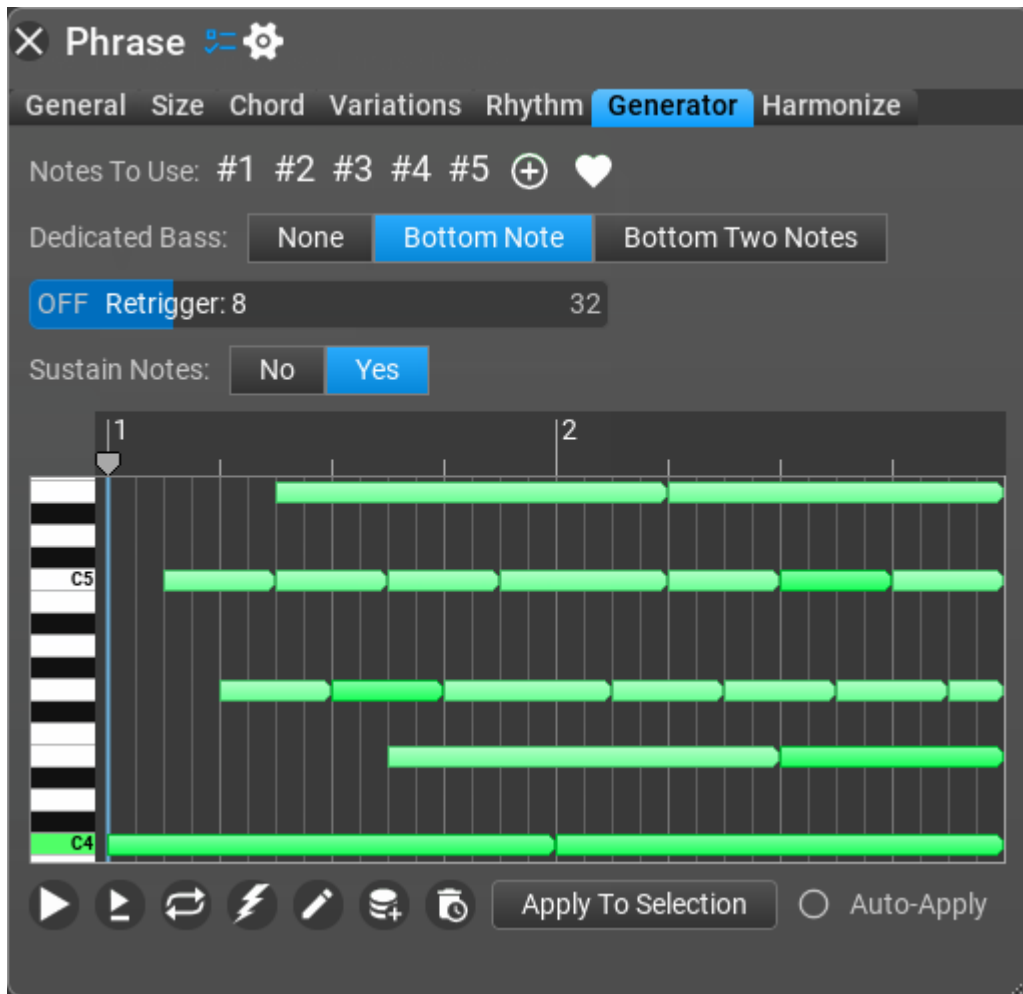 Phrase
General Size Chord Variations Rhythm Generator Harmonize
Notes To Use: #1 #2 #3 #4 #5
Dedicated Bass: None Bottom Note Bottom Two Notes
OFF Retrigger: 8 32
Sustain Notes: No Yes
1 2
C5
C4
Apply To Selection Auto-Apply